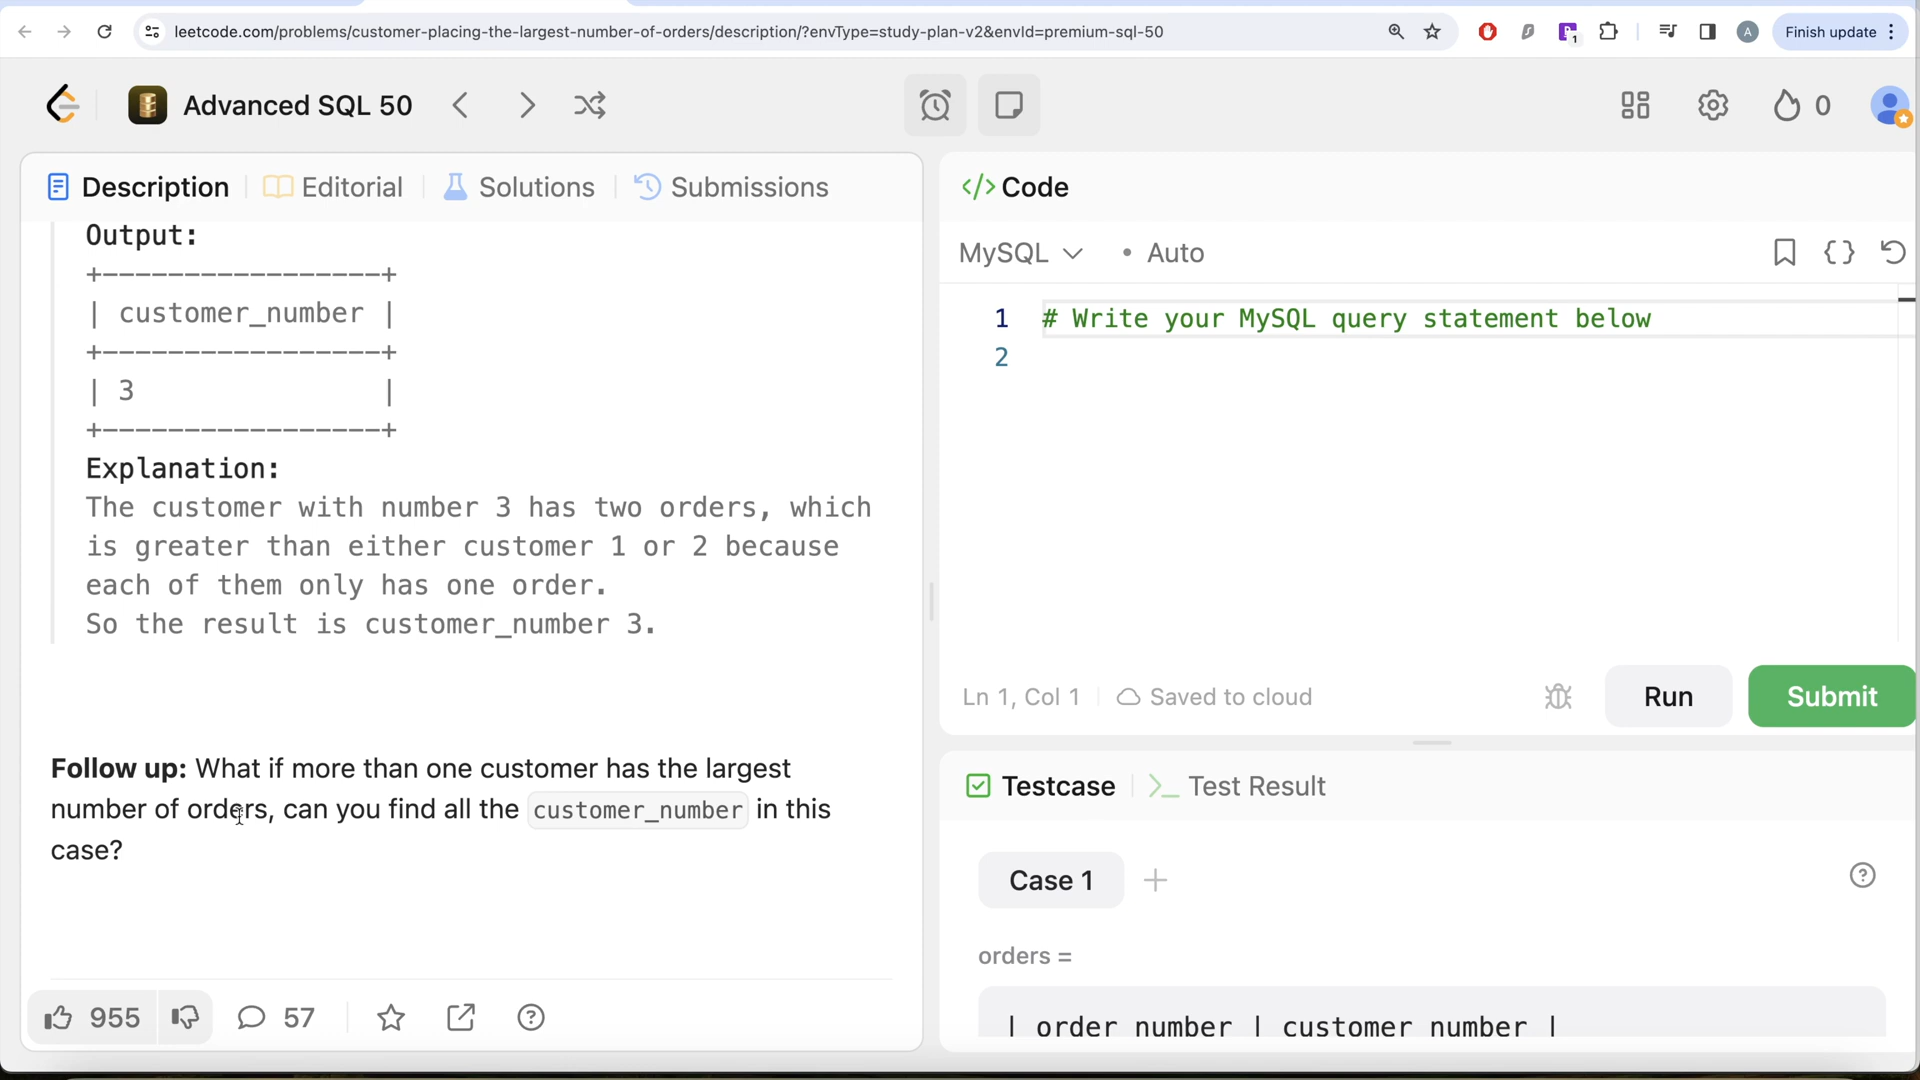 leetcode.com/problems/customer-placing-the-largest-number-of-orders/description/?envType=study-plan-v2&envId=premium-sql-50
1
A
Finish update
Advanced SQL 50
0
Description
Editorial
Solutions
Submissions
Output:
+-----------------+
| customer_number |
+-----------------+
| 3               |
+-----------------+
Explanation:
The customer with number 3 has two orders, which
is greater than either customer 1 or 2 because
each of them only has one order.
So the result is customer_number 3.
Follow up: What if more than one customer has the largest
number of orders, can you find all the customer_number in this
case?
955
57
</> Code
MySQL
• Auto
1 # Write your MySQL query statement below
2
Ln 1, Col 1
Saved to cloud
Run
Submit
Testcase
>_ Test Result
Case 1
orders =
| order_number | customer_number |